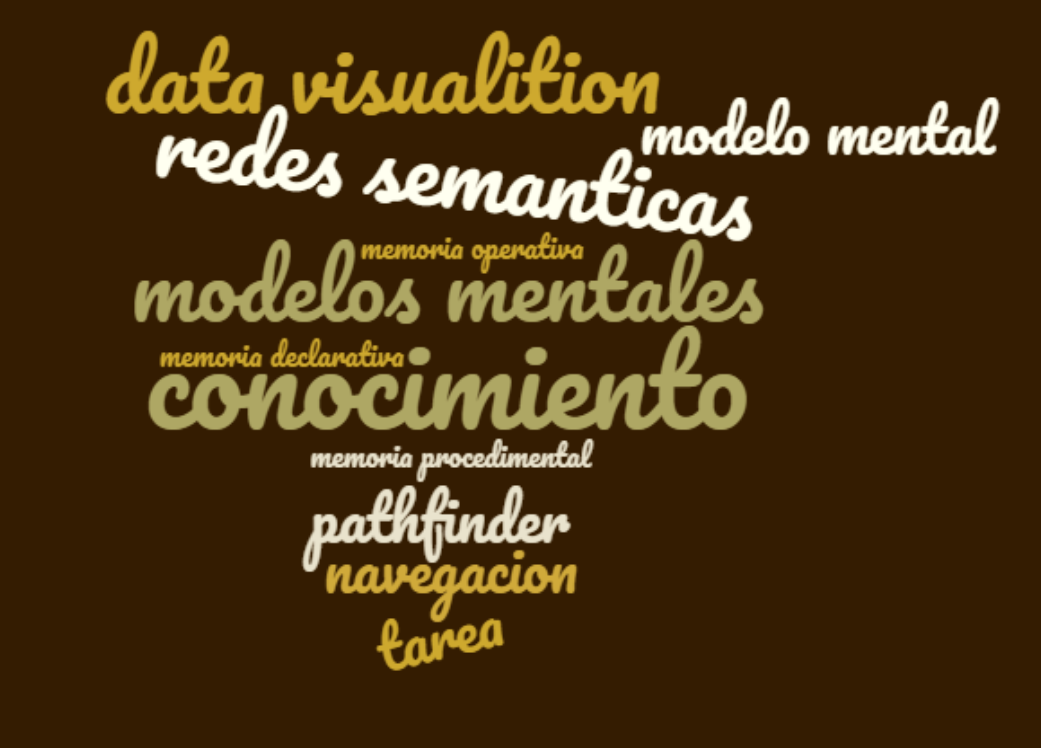 data visualition
modelo mental
redes semanticas
memoria operativa
modelos mentales
memoria declarativa
conocimiento
memoria procedimental
pathfinder
navegacion
tarea